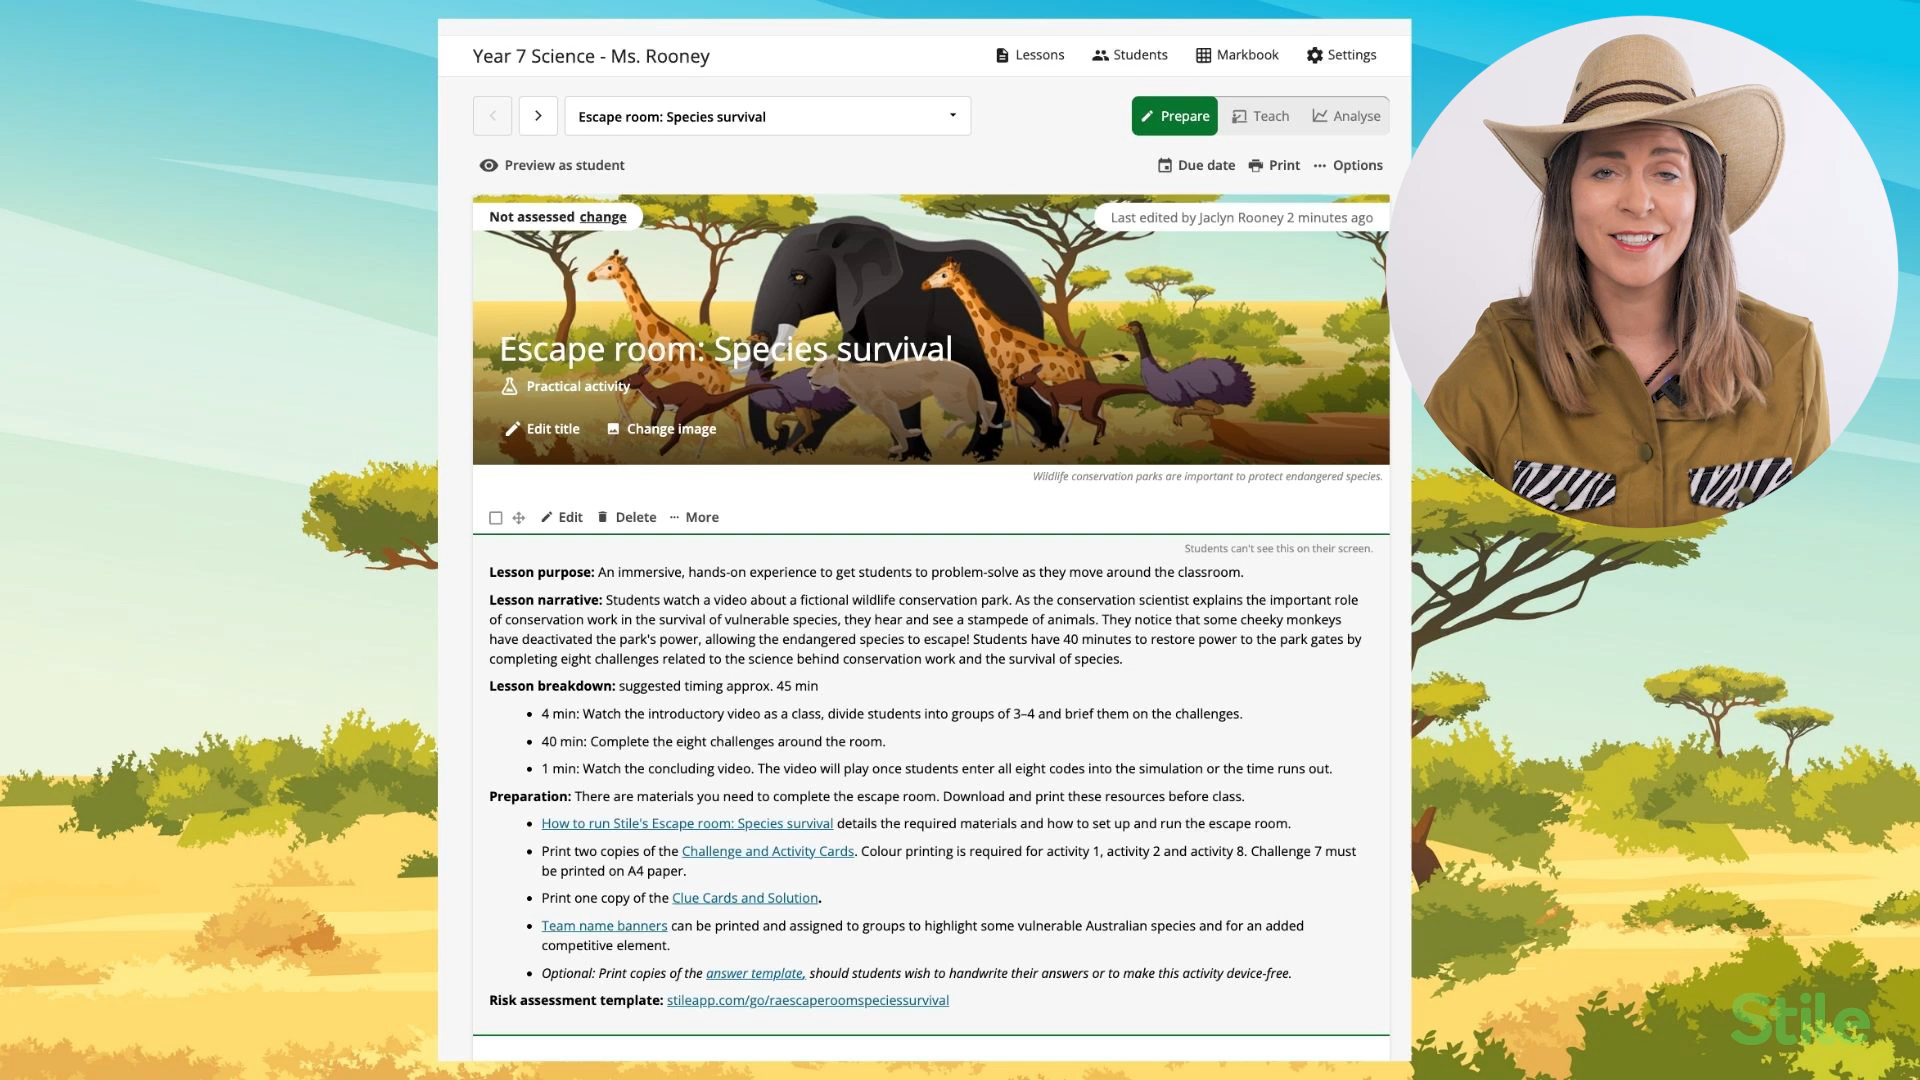 Year 7 Science - Ms. Rooney
Lessons
Students
Markbook
Settings
Escape room: Species survival
Prepare
Teach
Analyse
Preview as student
Due date
Print
Options
Not assessed change
Last edited by Jaclyn Rooney 2 minutes ago
Escape room: Species survival
Practical activity
Edit title
Change image
Wildlife conservation parks are important to protect endangered species.
Edit
Delete
More
Students can't see this on their screen.
Lesson purpose: An immersive, hands-on experience to get students to problem-solve as they move around the classroom.
Lesson narrative: Students watch a video about a fictional wildlife conservation park. As the conservation scientist explains the important role
of conservation work in the survival of vulnerable species, they hear and see a stampede of animals. They notice that some cheeky monkeys
have deactivated the park's power, allowing the endangered species to escape! Students have 40 minutes to restore power to the park gates by
completing eight challenges related to the science behind conservation work and the survival of species.
Lesson breakdown: suggested timing approx. 45 min
• 4 min: Watch the introductory video as a class, divide students into groups of 3–4 and brief them on the challenges.
• 40 min: Complete the eight challenges around the room.
• 1 min: Watch the concluding video. The video will play once students enter all eight codes into the simulation or the time runs out.
Preparation: There are materials you need to complete the escape room. Download and print these resources before class.
• How to run Stile's Escape room: Species survival details the required materials and how to set up and run the escape room.
• Print two copies of the Challenge and Activity Cards. Colour printing is required for activity 1, activity 2 and activity 8. Challenge 7 must
be printed on A4 paper.
• Print one copy of the Clue Cards and Solution.
• Team name banners can be printed and assigned to groups to highlight some vulnerable Australian species and for an added
competitive element.
• Optional: Print copies of the answer template, should students wish to handwrite their answers or to make this activity device-free.
Risk assessment template: stileapp.com/go/raescaperoomspeciessurvival
Stile